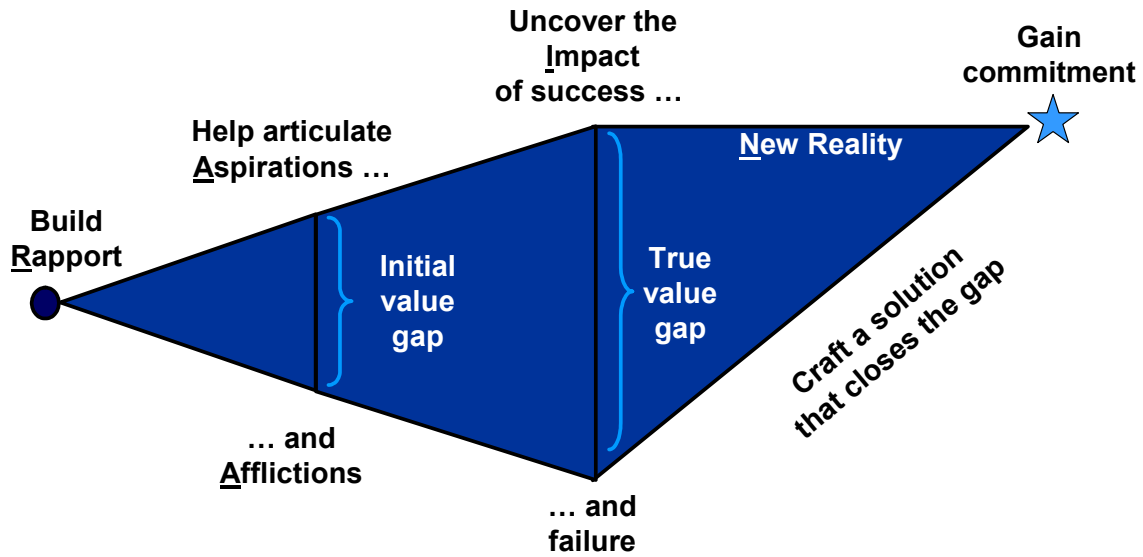 Build
Rapport
Help articulate
Aspirations …
… and
Afflictions
Initial
value
gap
Uncover the
Impact
of success …
… and
failure
True
value
gap
New Reality
Craft a solution
that closes the gap
Gain
commitment